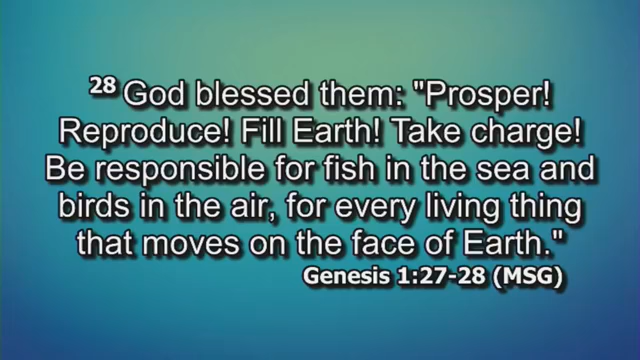 28 God blessed them: "Prosper!
Reproduce! Fill Earth! Take charge!
Be responsible for fish in the sea and
birds in the air, for every living thing
that moves on the face of Earth."
Genesis 1:27-28 (MSG)